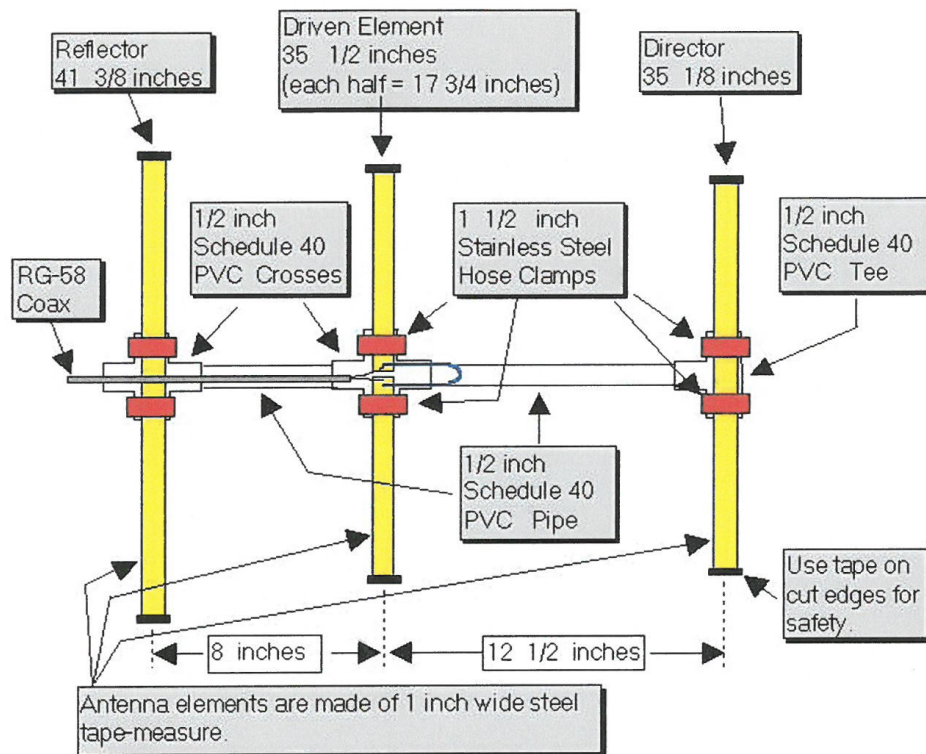 Reflector
41 3/8 inches
Driven Element
35 1/2 inches
(each half = 17 3/4 inches)
Director
35 1/8 inches
1/2 inch
Schedule 40
PVC Crosses
1 1/2 inch
Stainless Steel
Hose Clamps
1/2 inch
Schedule 40
PVC Tee
RG-58
Coax
1/2 inch
Schedule 40
PVC Pipe
Use tape on
cut edges for
safety.
8 inches
12 1/2 inches
Antenna elements are made of 1 inch wide steel
tape-measure.